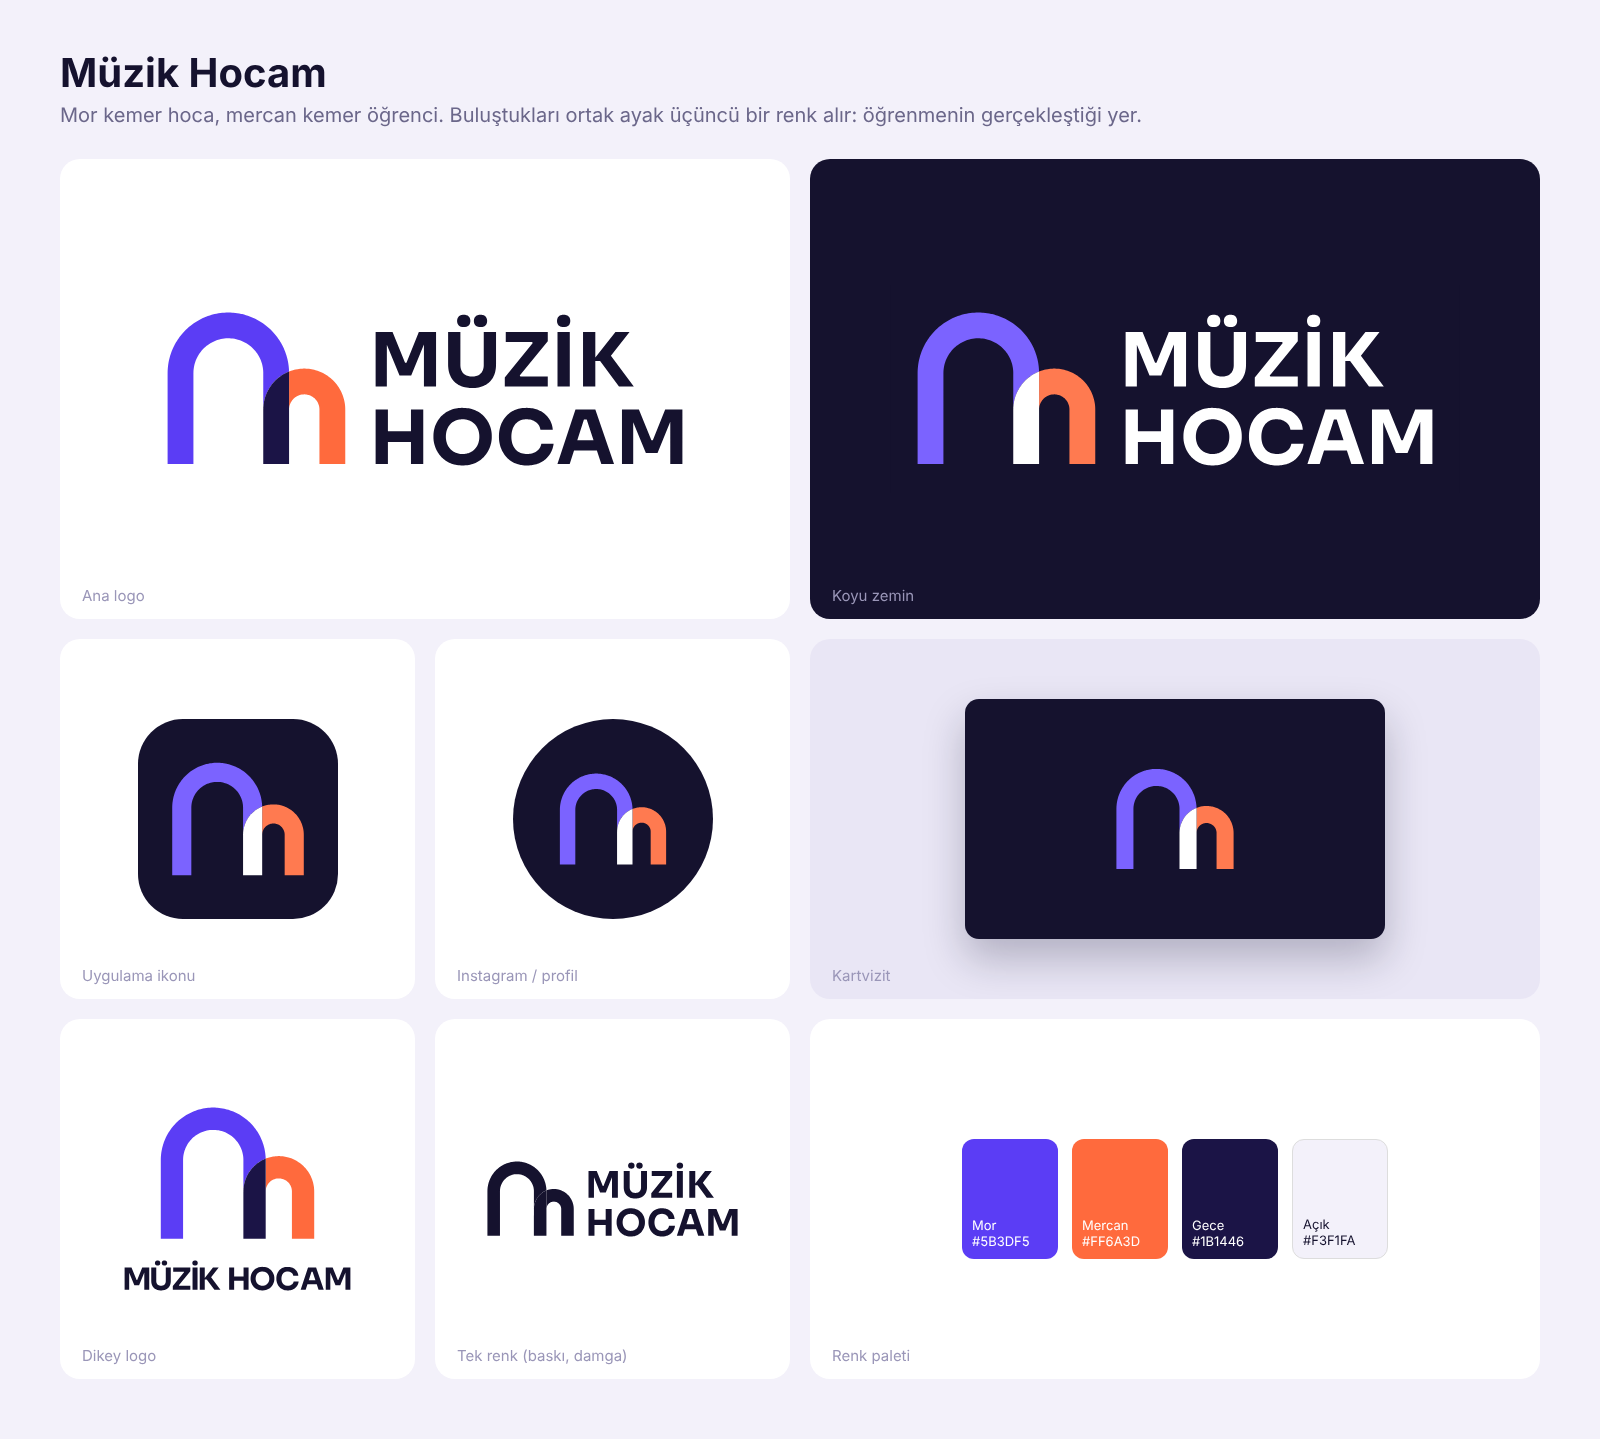 Müzik Hocam
Mor kemer hoca, mercan kemer öğrenci. Buluştukları ortak ayak üçüncü bir renk alır: öğrenmenin gerçekleştiği yer.
MÜZİK
HOCAM
Ana logo
MÜZİK
HOCAM
Koyu zemin
Uygulama ikonu
Instagram / profil
Kartvizit
MÜZİK HOCAM
Dikey logo
MÜZİK
HOCAM
Tek renk (baskı, damga)
Mor
#5B3DF5
Mercan
#FF6A3D
Gece
#1B1446
Açık
#F3F1FA
Renk paleti